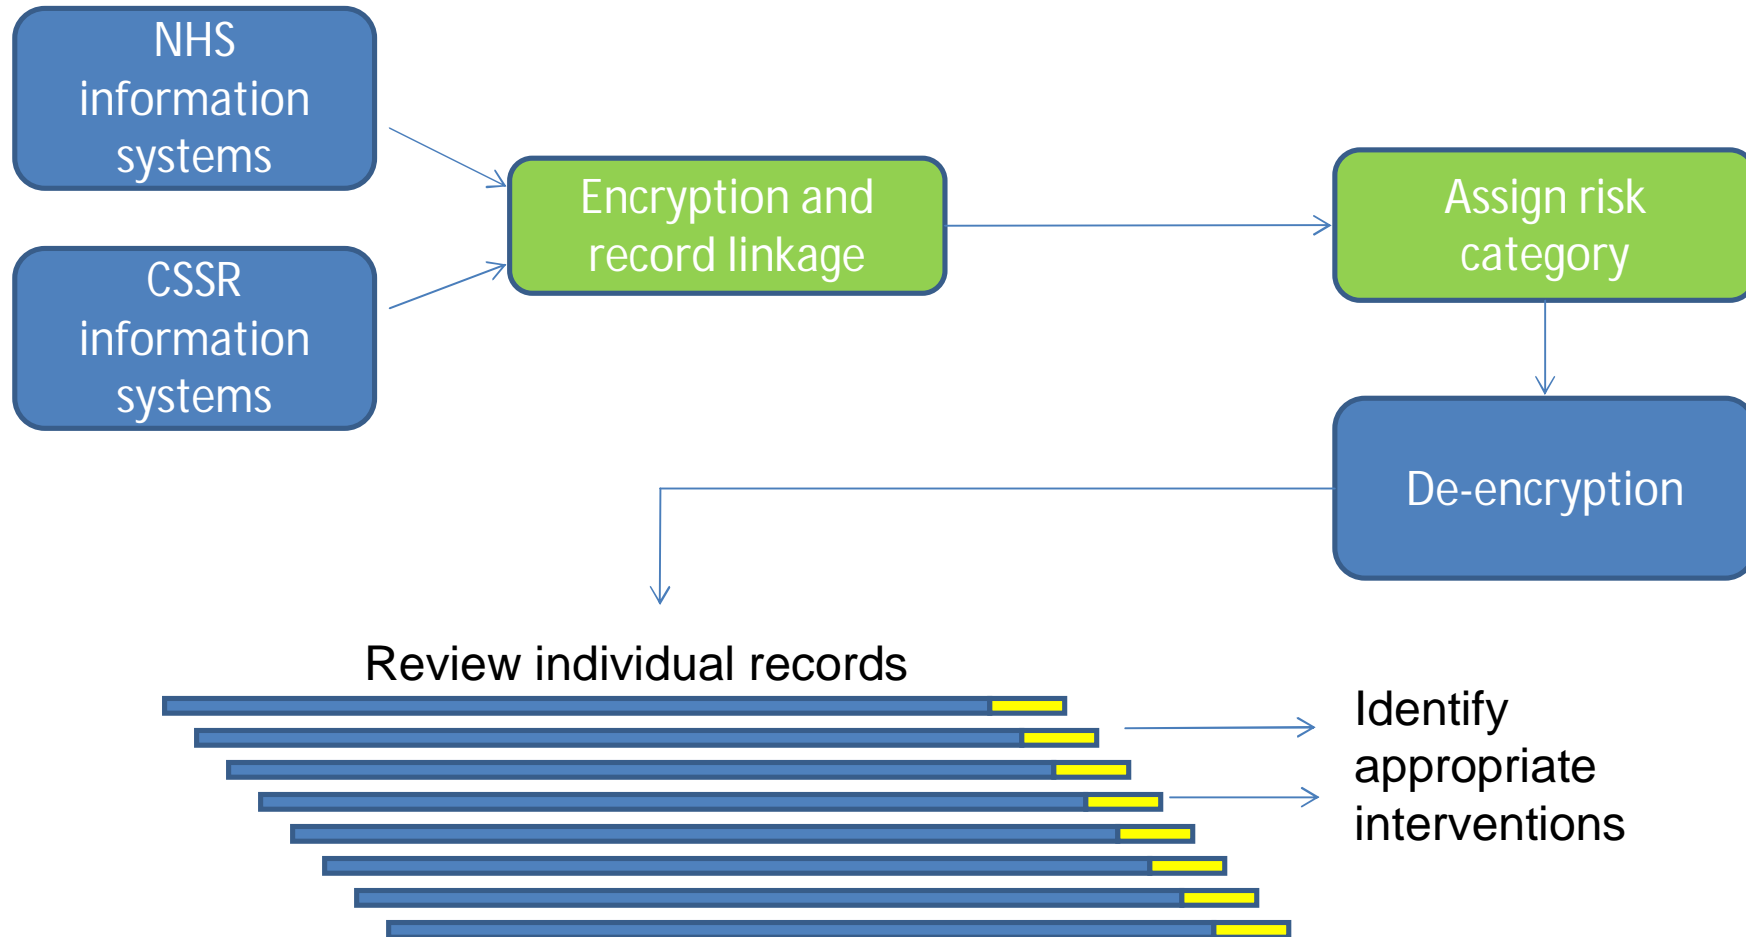 NHS
information
systems
CSSR
information
systems
Encryption and
record linkage
Assign risk
category
De-encryption
Review individual records
Identify
appropriate
interventions